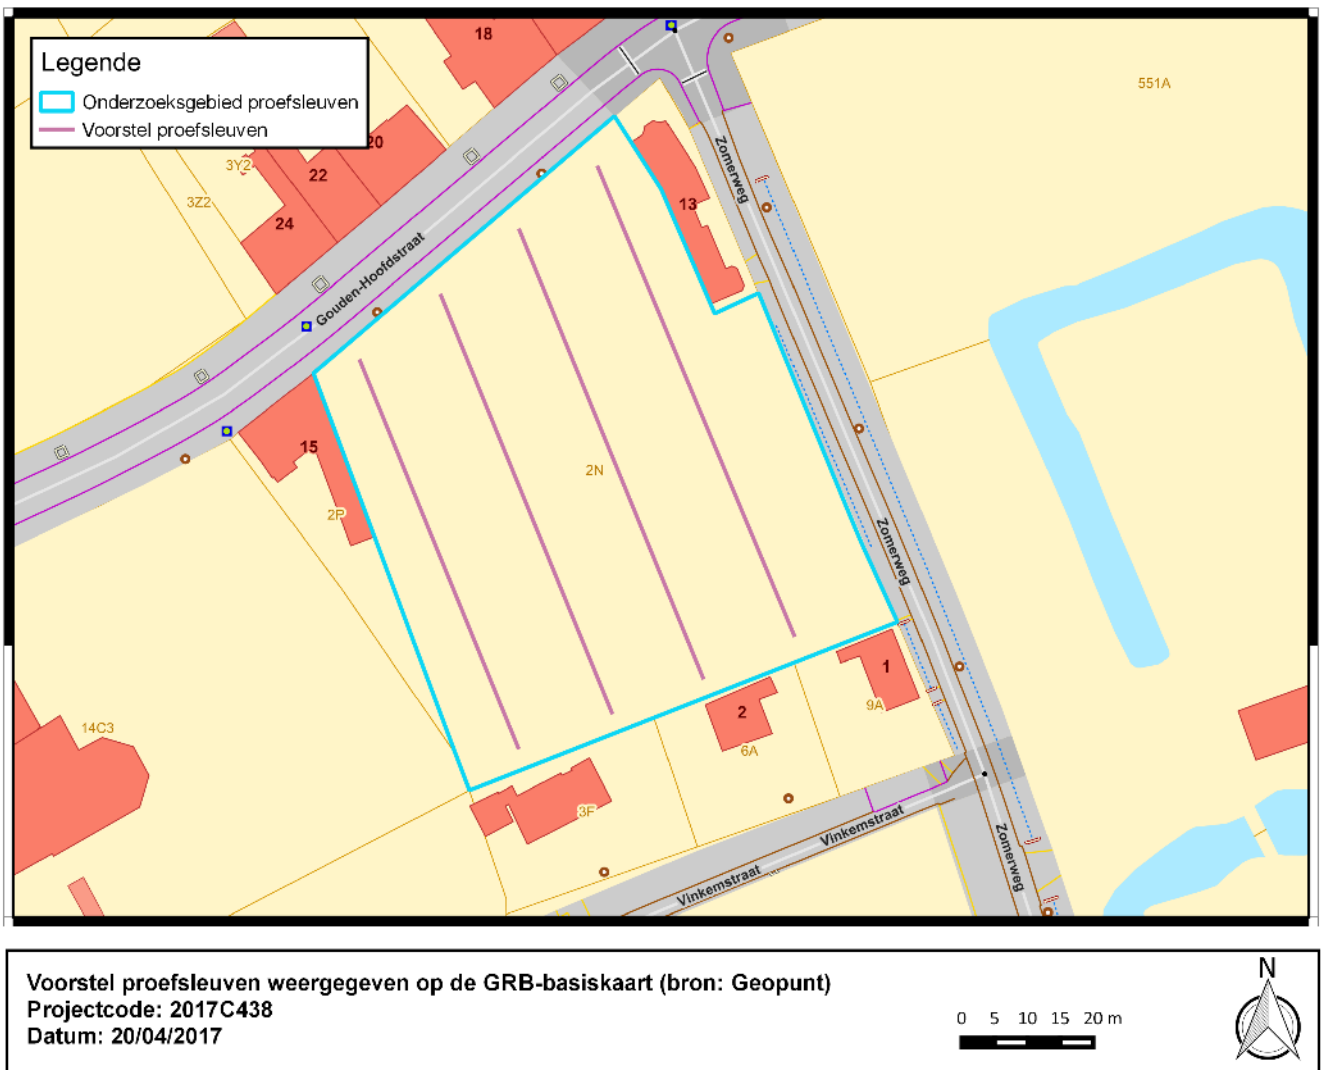 Legende
Onderzoeksgebied proefsleuven
Voorstel proefsleuven
18
551A
20
3Y2
22
3Z2
24
Zomerweg
13
Gouden-Hoofdstraat
15
2N
2P
Zomerweg
1
2
9A
14C3
6A
3F
Vinkemstraat
Vinkemstraat
Zomerweg
Voorstel proefsleuven weergegeven op de GRB-basiskaart (bron: Geopunt)
Projectcode: 2017C438
Datum: 20/04/2017
0 5 10 15 20 m
N